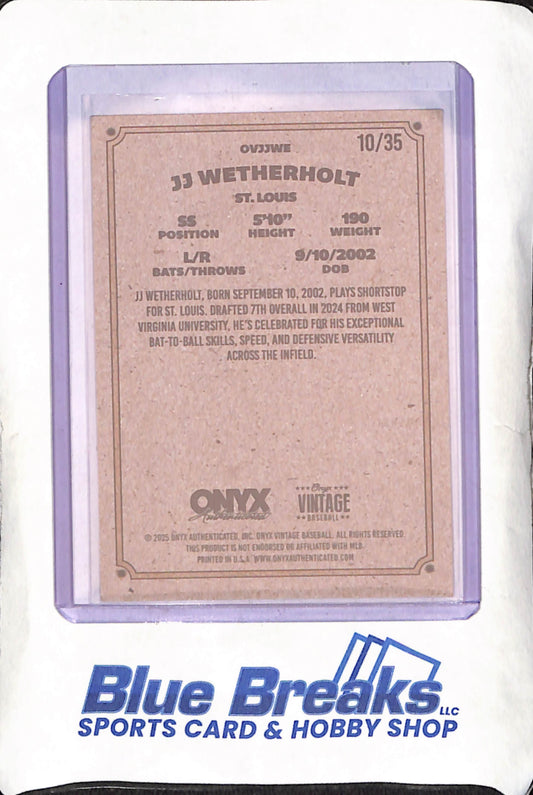 10/35
OVJJWE
JJ WETHERHOLT
ST. LOUIS
SS 5'10" 190
POSITION HEIGHT WEIGHT
L/R 9/10/2002
BATS/THROWS DOB
JJ WETHERHOLT, BORN SEPTEMBER 10, 2002, PLAYS SHORTSTOP
FOR ST. LOUIS. DRAFTED 7TH OVERALL IN 2024 FROM WEST
VIRGINIA UNIVERSITY, HE'S CELEBRATED FOR HIS EXCEPTIONAL
BAT-TO-BALL SKILLS, SPEED, AND DEFENSIVE VERSATILITY
ACROSS THE INFIELD.
ONYX
Authenticated
Onyx
VINTAGE
BASEBALL
© 2025 ONYX AUTHENTICATED, INC. ONYX VINTAGE BASEBALL. ALL RIGHTS RESERVED
THIS PRODUCT IS NOT ENDORSED OR AFFILIATED WITH MLB.
PRINTED IN U.S.A. WWW.ONYXAUTHENTICATED.COM
Blue Breaks LLC
SPORTS CARD & HOBBY SHOP